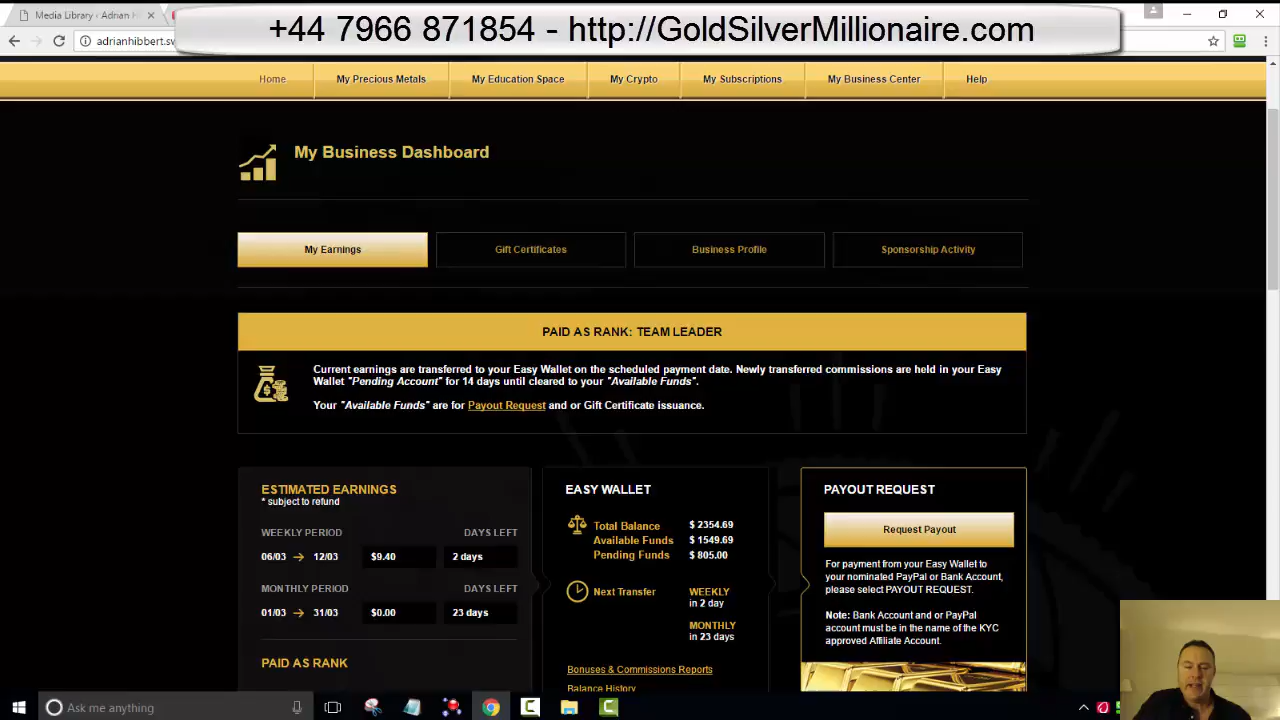 Media Library ‹ Adrian H
+44 7966 871854 - http://GoldSilverMillionaire.com
adrianhibbert.sw
Home
My Precious Metals
My Education Space
My Crypto
My Subscriptions
My Business Center
Help
My Business Dashboard
My Earnings
Gift Certificates
Business Profile
Sponsorship Activity
PAID AS RANK: TEAM LEADER
Current earnings are transferred to your Easy Wallet on the scheduled payment date. Newly transferred commissions are held in your Easy
Wallet "Pending Account" for 14 days until cleared to your "Available Funds".
Your "Available Funds" are for Payout Request and or Gift Certificate issuance.
ESTIMATED EARNINGS
* subject to refund
WEEKLY PERIOD DAYS LEFT
06/03 12/03 $9.40 2 days
MONTHLY PERIOD DAYS LEFT
01/03 31/03 $0.00 23 days
PAID AS RANK
EASY WALLET
Total Balance $ 2354.69
Available Funds $ 1549.69
Pending Funds $ 805.00
Next Transfer WEEKLY
in 2 day
MONTHLY
in 23 days
Bonuses & Commissions Reports
Balance History
PAYOUT REQUEST
Request Payout
For payment from your Easy Wallet to
your nominated PayPal or Bank Account,
please select PAYOUT REQUEST.
Note: Bank Account and or PayPal
account must be in the name of the KYC
approved Affiliate Account.
Ask me anything